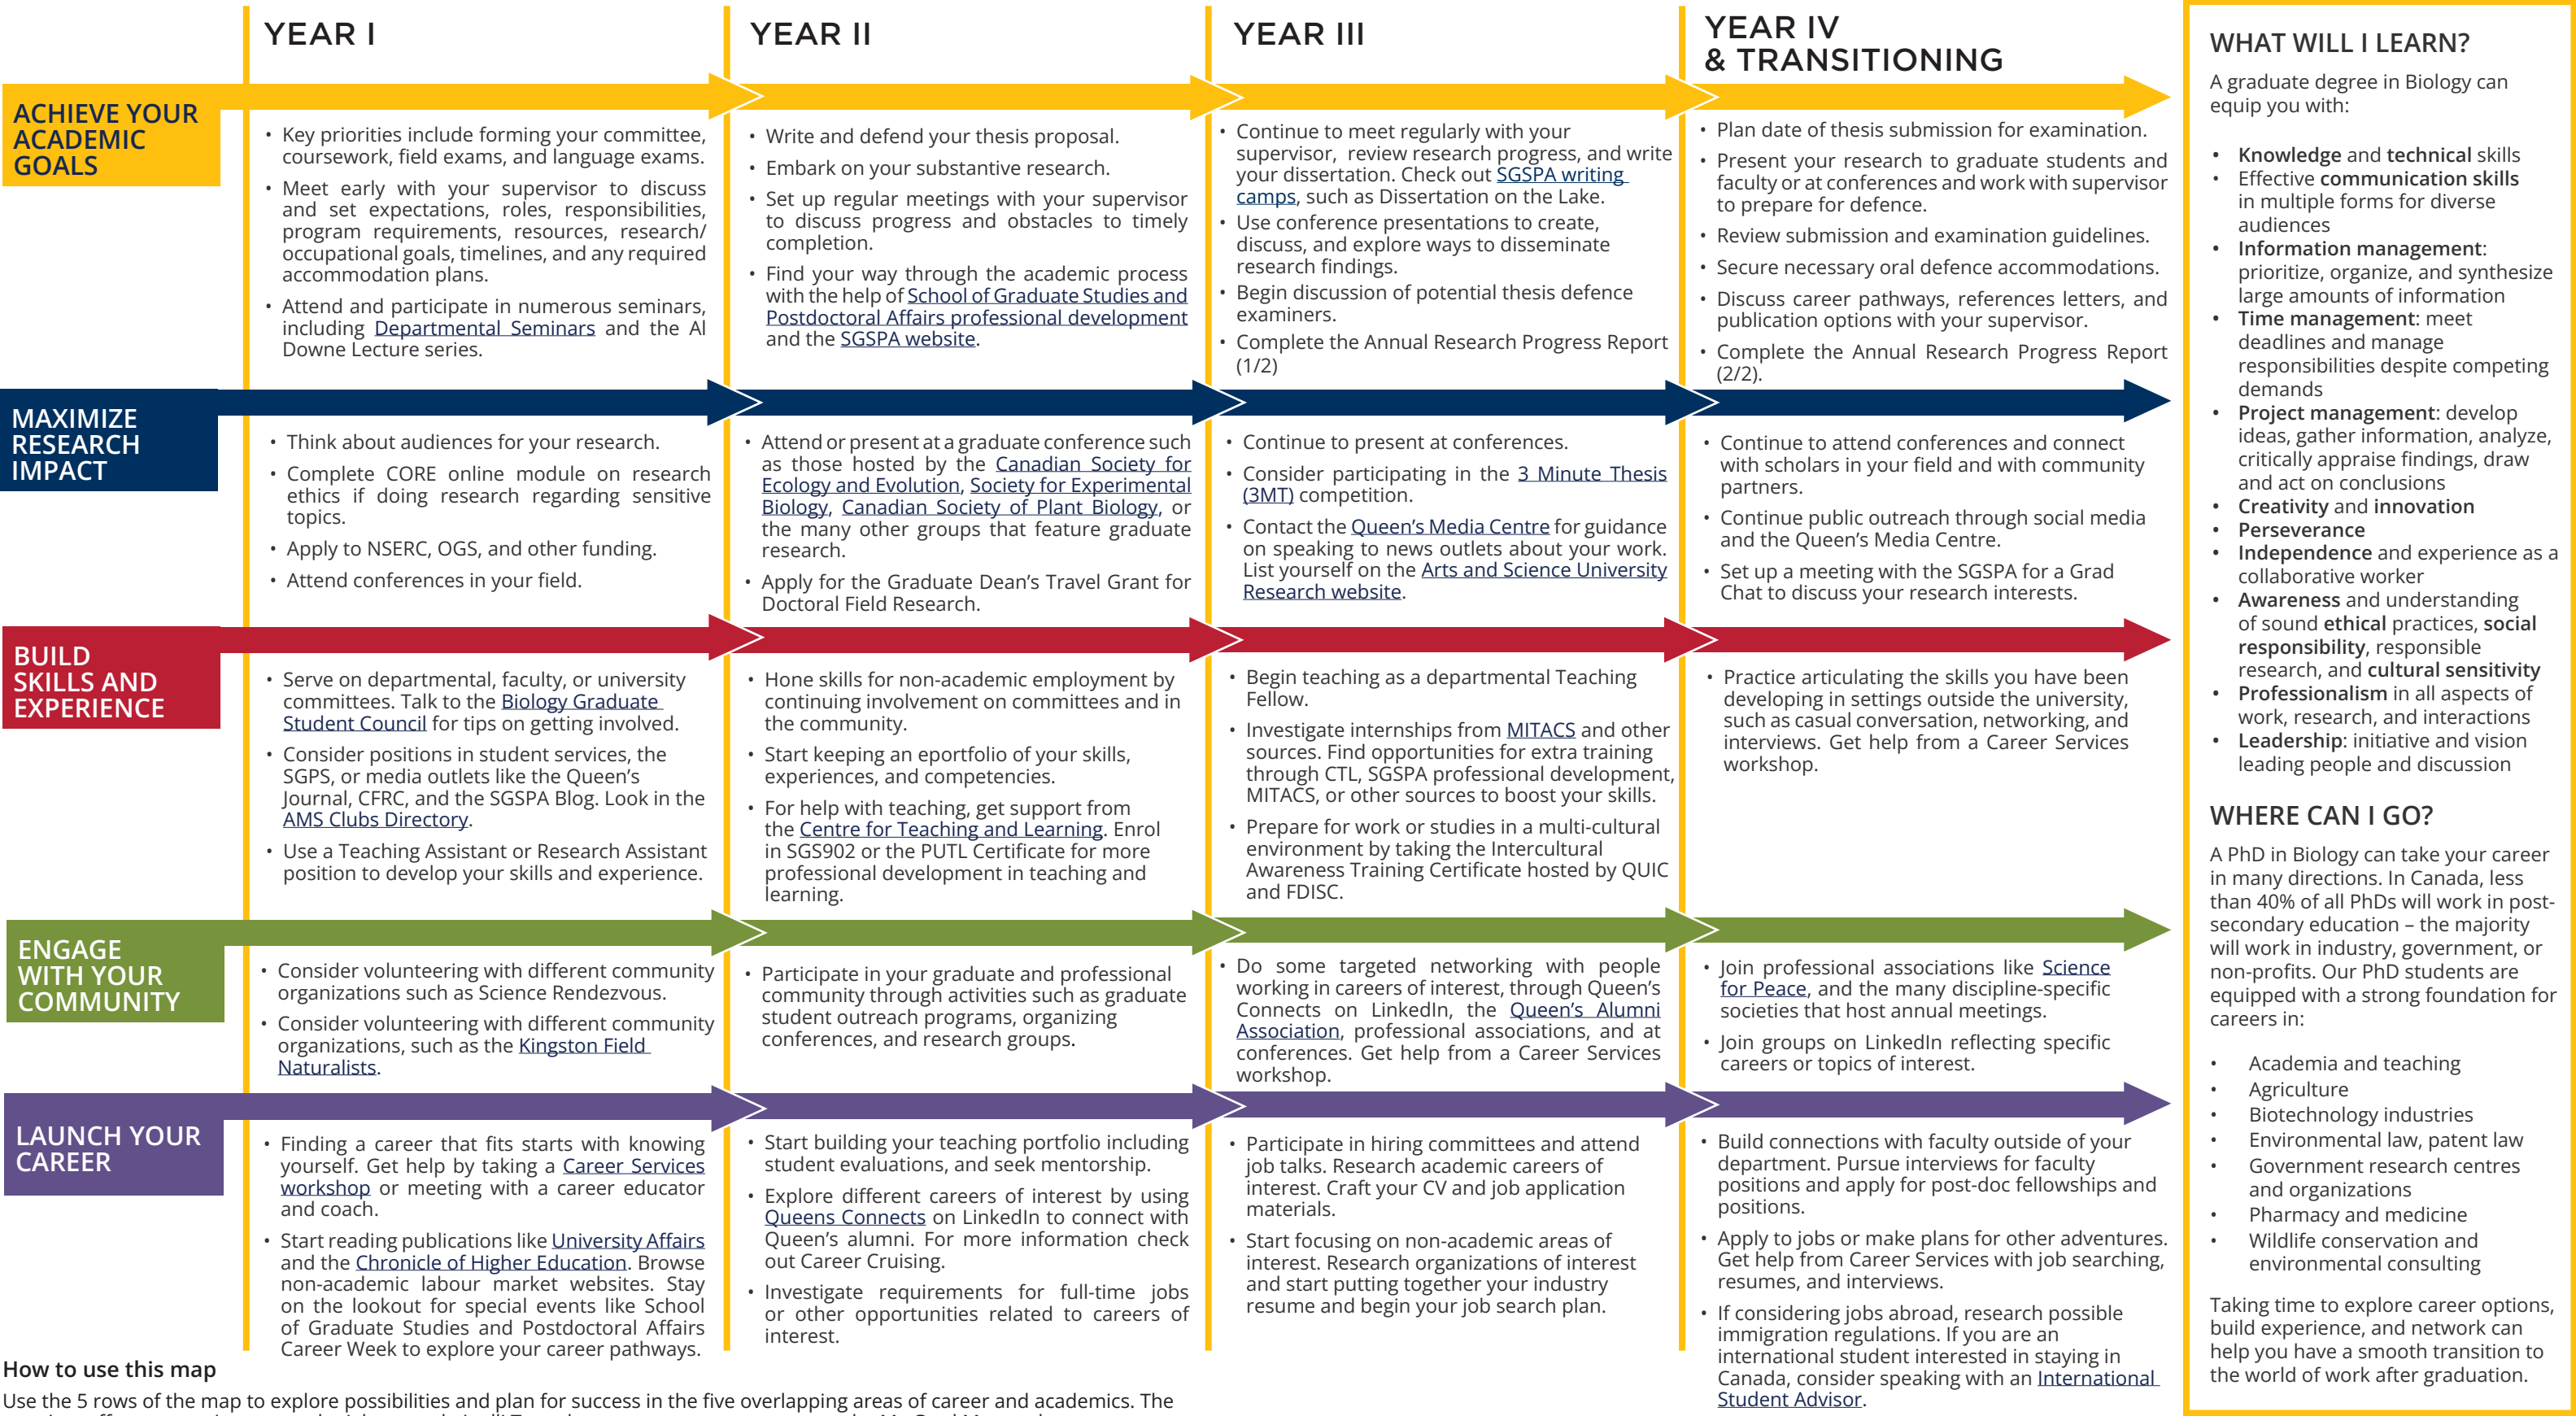 YEAR I
YEAR II
YEAR III
YEAR IV
& TRANSITIONING
ACHIEVE YOUR
ACADEMIC
GOALS
• Key priorities include forming your committee,
coursework, field exams, and language exams.
• Meet early with your supervisor to discuss
and set expectations, roles, responsibilities,
program requirements, resources, research/
occupational goals, timelines, and any required
accommodation plans.
• Attend and participate in numerous seminars,
including Departmental Seminars and the Al
Downe Lecture series.
• Write and defend your thesis proposal.
• Embark on your substantive research.
• Set up regular meetings with your supervisor
to discuss progress and obstacles to timely
completion.
• Find your way through the academic process
with the help of School of Graduate Studies and
Postdoctoral Affairs professional development
and the SGSPA website.
• Continue to meet regularly with your
supervisor, review research progress, and write
your dissertation. Check out SGSPA writing
camps, such as Dissertation on the Lake.
• Use conference presentations to create,
discuss, and explore ways to disseminate
research findings.
• Begin discussion of potential thesis defence
examiners.
• Complete the Annual Research Progress Report
(1/2)
• Plan date of thesis submission for examination.
• Present your research to graduate students and
faculty or at conferences and work with supervisor
to prepare for defence.
• Review submission and examination guidelines.
• Secure necessary oral defence accommodations.
• Discuss career pathways, references letters, and
publication options with your supervisor.
• Complete the Annual Research Progress Report
(2/2).
MAXIMIZE
RESEARCH
IMPACT
• Think about audiences for your research.
• Complete CORE online module on research
ethics if doing research regarding sensitive
topics.
• Apply to NSERC, OGS, and other funding.
• Attend conferences in your field.
• Attend or present at a graduate conference such
as those hosted by the Canadian Society for
Ecology and Evolution, Society for Experimental
Biology, Canadian Society of Plant Biology, or
the many other groups that feature graduate
research.
• Apply for the Graduate Dean's Travel Grant for
Doctoral Field Research.
• Continue to present at conferences.
• Consider participating in the 3 Minute Thesis
(3MT) competition.
• Contact the Queen's Media Centre for guidance
on speaking to news outlets about your work.
List yourself on the Arts and Science University
Research website.
• Continue to attend conferences and connect
with scholars in your field and with community
partners.
• Continue public outreach through social media
and the Queen's Media Centre.
• Set up a meeting with the SGSPA for a Grad
Chat to discuss your research interests.
BUILD
SKILLS AND
EXPERIENCE
• Serve on departmental, faculty, or university
committees. Talk to the Biology Graduate
Student Council for tips on getting involved.
• Consider positions in student services, the
SGPS, or media outlets like the Queen's
Journal, CFRC, and the SGSPA Blog. Look in the
AMS Clubs Directory.
• Use a Teaching Assistant or Research Assistant
position to develop your skills and experience.
• Hone skills for non-academic employment by
continuing involvement on committees and in
the community.
• Start keeping an eportfolio of your skills,
experiences, and competencies.
• For help with teaching, get support from
the Centre for Teaching and Learning. Enrol
in SGS902 or the PUTL Certificate for more
professional development in teaching and
learning.
• Begin teaching as a departmental Teaching
Fellow.
• Investigate internships from MITACS and other
sources. Find opportunities for extra training
through CTL, SGSPA professional development,
MITACS, or other sources to boost your skills.
• Prepare for work or studies in a multi-cultural
environment by taking the Intercultural
Awareness Training Certificate hosted by QUIC
and FDISC.
• Practice articulating the skills you have been
developing in settings outside the university,
such as casual conversation, networking, and
interviews. Get help from a Career Services
workshop.
ENGAGE
WITH YOUR
COMMUNITY
• Consider volunteering with different community
organizations such as Science Rendezvous.
• Consider volunteering with different community
organizations, such as the Kingston Field
Naturalists.
• Participate in your graduate and professional
community through activities such as graduate
student outreach programs, organizing
conferences, and research groups.
• Do some targeted networking with people
working in careers of interest, through Queen's
Connects on LinkedIn, the Queen's Alumni
Association, professional associations, and at
conferences. Get help from a Career Services
workshop.
• Join professional associations like Science
for Peace, and the many discipline-specific
societies that host annual meetings.
• Join groups on LinkedIn reflecting specific
careers or topics of interest.
LAUNCH YOUR
CAREER
• Finding a career that fits starts with knowing
yourself. Get help by taking a Career Services
workshop or meeting with a career educator
and coach.
• Start reading publications like University Affairs
and the Chronicle of Higher Education. Browse
non-academic labour market websites. Stay
on the lookout for special events like School
of Graduate Studies and Postdoctoral Affairs
Career Week to explore your career pathways.
• Start building your teaching portfolio including
student evaluations, and seek mentorship.
• Explore different careers of interest by using
Queens Connects on LinkedIn to connect with
Queen's alumni. For more information check
out Career Cruising.
• Investigate requirements for full-time jobs
or other opportunities related to careers of
interest.
• Participate in hiring committees and attend
job talks. Research academic careers of
interest. Craft your CV and job application
materials.
• Start focusing on non-academic areas of
interest. Research organizations of interest
and start putting together your industry
resume and begin your job search plan.
• Build connections with faculty outside of your
department. Pursue interviews for faculty
positions and apply for post-doc fellowships and
positions.
• Apply to jobs or make plans for other adventures.
Get help from Career Services with job searching,
resumes, and interviews.
• If considering jobs abroad, research possible
immigration regulations. If you are an
international student interested in staying in
Canada, consider speaking with an International
Student Advisor.
How to use this map
Use the 5 rows of the map to explore possibilities and plan for success in the five overlapping areas of career and academics. The
WHAT WILL I LEARN?
A graduate degree in Biology can
equip you with:
• Knowledge and technical skills
• Effective communication skills
in multiple forms for diverse
audiences
• Information management:
prioritize, organize, and synthesize
large amounts of information
• Time management: meet
deadlines and manage
responsibilities despite competing
demands
• Project management: develop
ideas, gather information, analyze,
critically appraise findings, draw
and act on conclusions
• Creativity and innovation
• Perseverance
• Independence and experience as a
collaborative worker
• Awareness and understanding
of sound ethical practices, social
responsibility, responsible
research, and cultural sensitivity
• Professionalism in all aspects of
work, research, and interactions
• Leadership: initiative and vision
leading people and discussion
WHERE CAN I GO?
A PhD in Biology can take your career
in many directions. In Canada, less
than 40% of all PhDs will work in post-
secondary education – the majority
will work in industry, government, or
non-profits. Our PhD students are
equipped with a strong foundation for
careers in:
• Academia and teaching
• Agriculture
• Biotechnology industries
• Environmental law, patent law
• Government research centres
and organizations
• Pharmacy and medicine
• Wildlife conservation and
environmental consulting
Taking time to explore career options,
build experience, and network can
help you have a smooth transition to
the world of work after graduation.